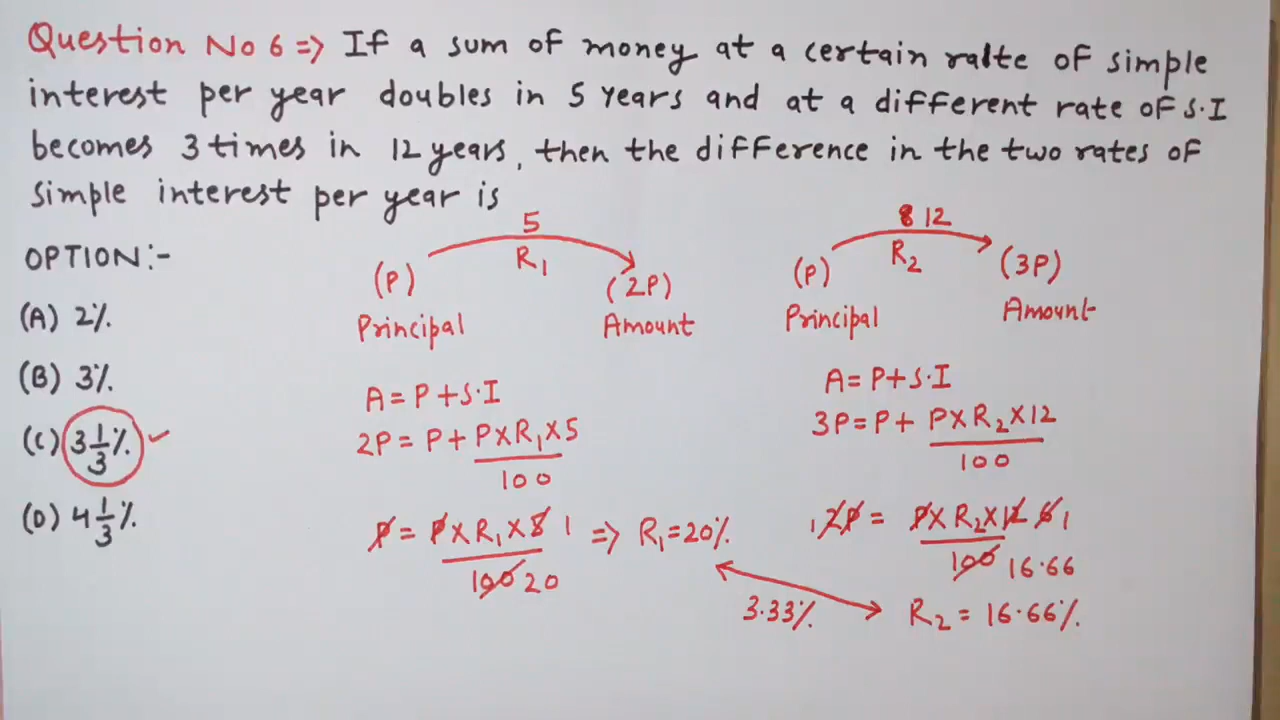 Question No 6 => If a sum of money at a certain ralte of simple
interest per year doubles in 5 years and at a different rate of S.I
becomes 3 times in 12 years, then the difference in the two rates of
simple interest per year is
OPTION:-
(A) 2%.
(B) 3%.
(C) 3 1/3 %.
(D) 4 1/3 %.
5
(P) R₁ (2P)
Principal Amount
A = P + S.I
2P = P + P×R₁×5
100
P = P×R₁×5 1 => R₁=20%.
100 20
8 12
(P) R₂ (3P)
Principal Amount
A = P+S.I
3P = P + P×R₂×12
100
1 2P = P×R₂×12 6 1
100 16.66
3.33%.
R₂ = 16.66%.